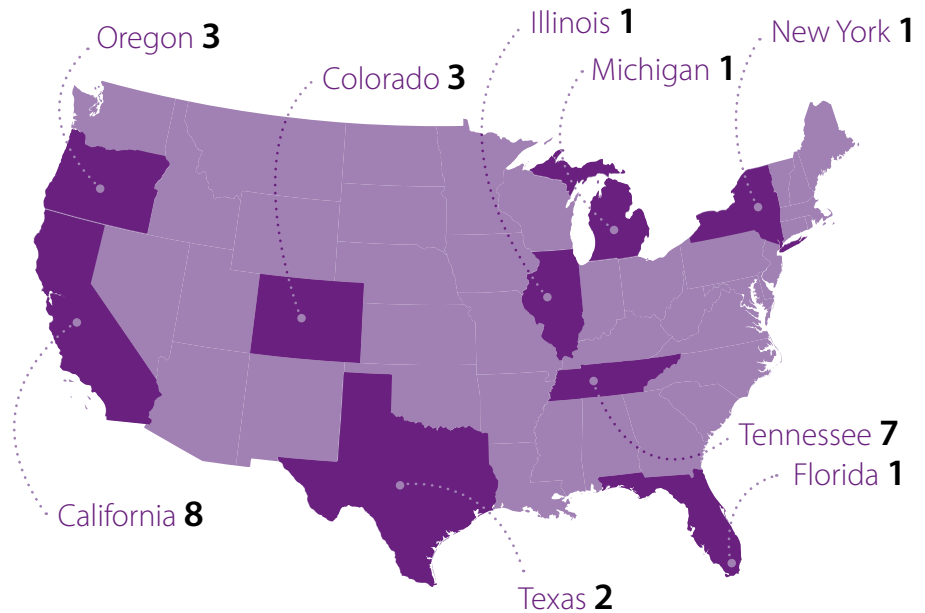 Illinois 1
New York 1
Oregon 3
Michigan 1
Colorado 3
Tennessee 7
Florida 1
California 8
Texas 2